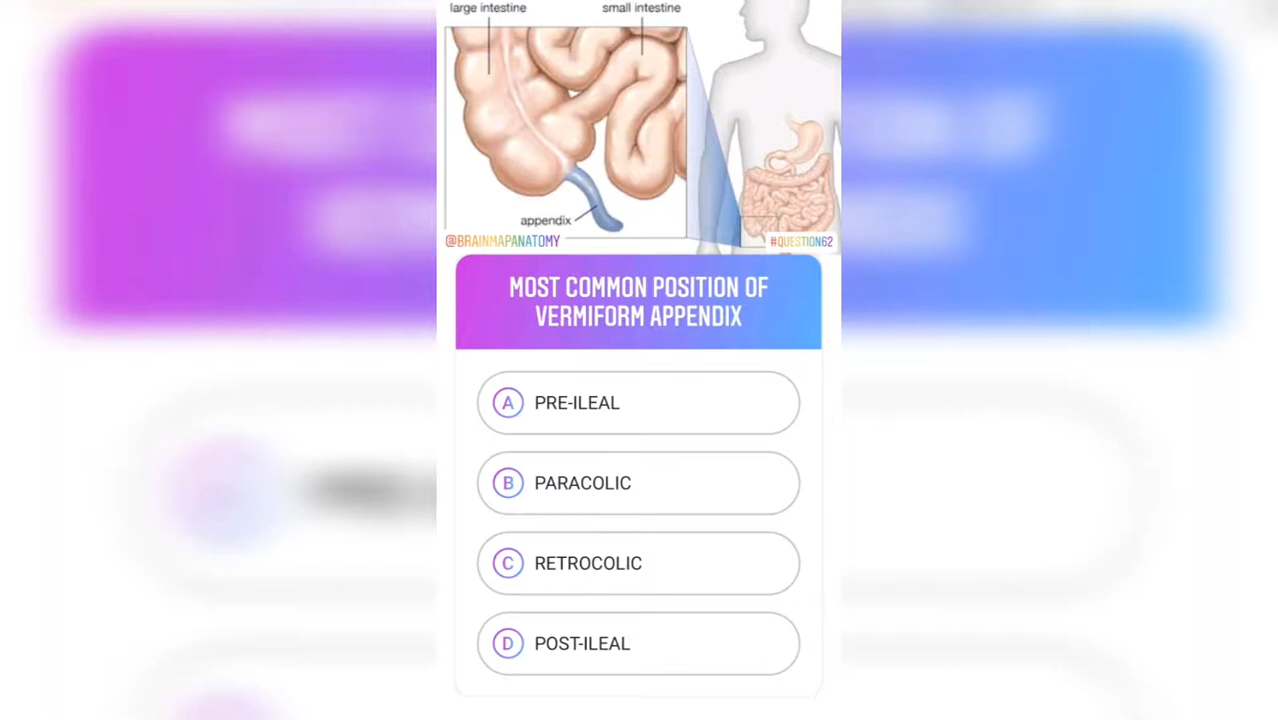 large intestine
small intestine
appendix
@BRAINMAPANATOMY
#QUESTION62
MOST COMMON POSITION OF
VERMIFORM APPENDIX
A PRE-ILEAL
B PARACOLIC
C RETROCOLIC
D POST-ILEAL